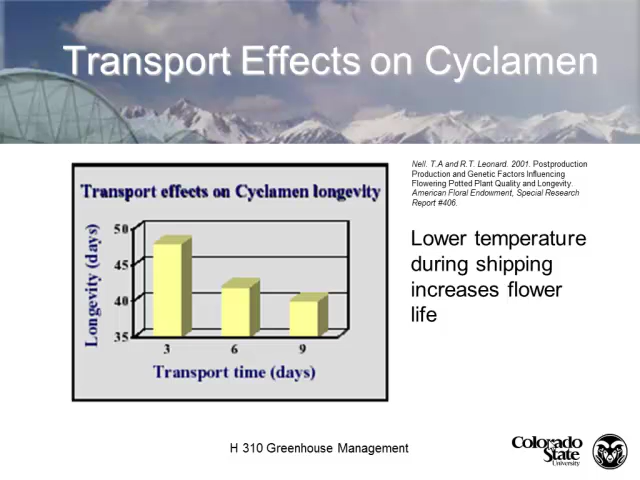 Transport Effects on Cyclamen
Nell. T.A and R.T. Leonard. 2001. Postproduction
Production and Genetic Factors Influencing
Flowering Potted Plant Quality and Longevity.
American Floral Endowment, Special Research
Report #406.
Transport effects on Cyclamen longevity
Longevity (days)
50
45
40
35
3 6 9
Transport time (days)
Lower temperature
during shipping
increases flower
life
H 310 Greenhouse Management
Colorado
State
University